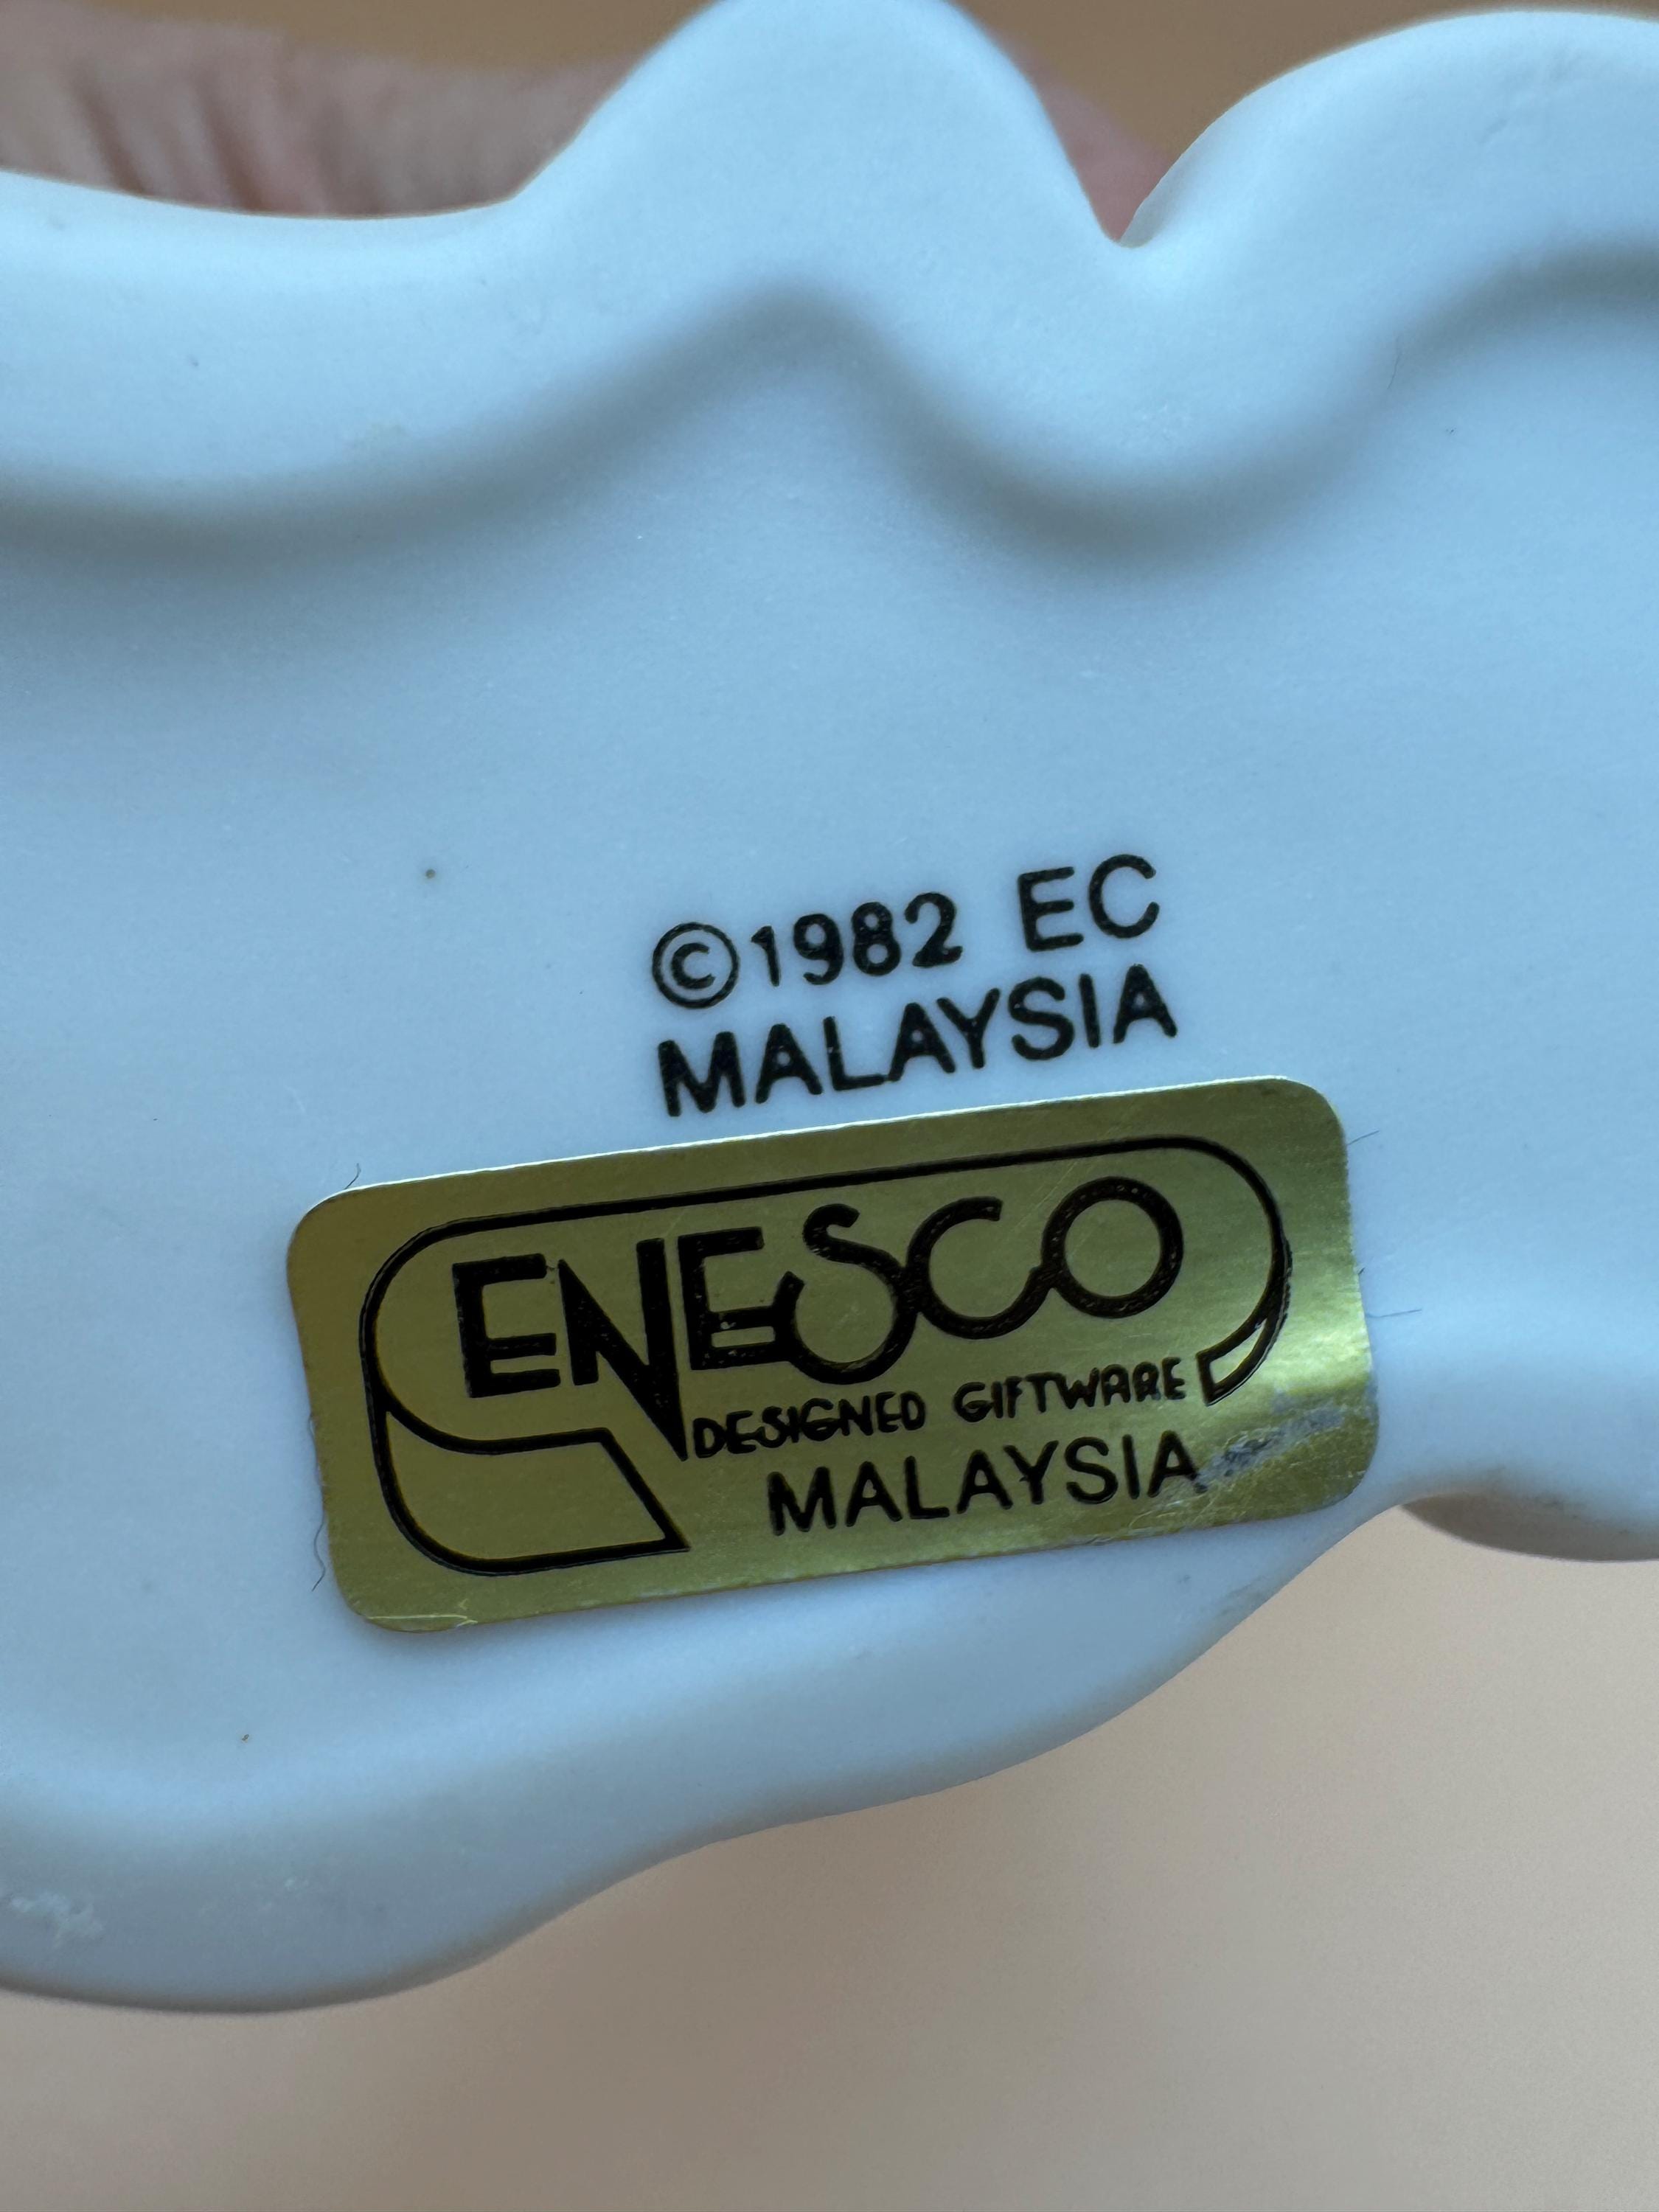 ©1982 EC
MALAYSIA
ENESCO
DESIGNED GIFTWARE
MALAYSIA